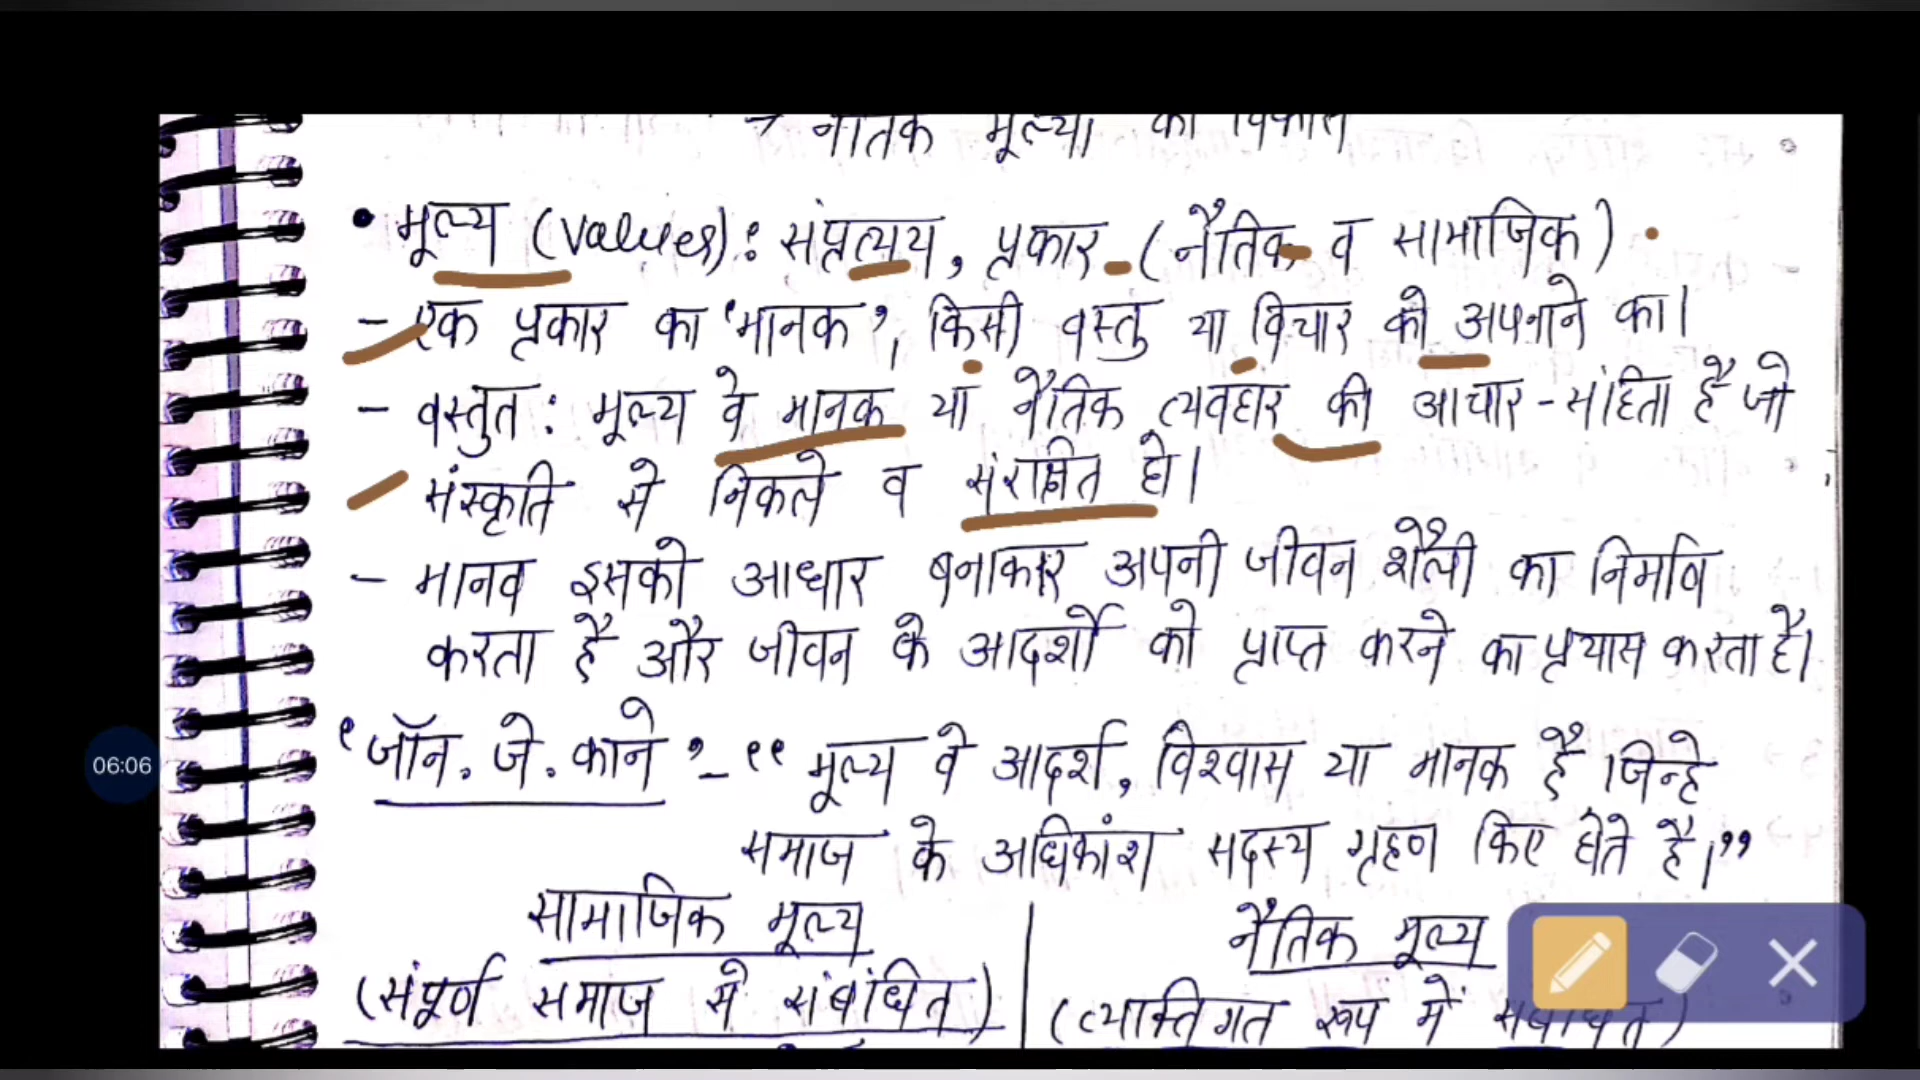 → नैतिक मूल्यों का विकास
• मूल्य (Values) : संप्रत्यय, प्रकार - (नैतिक व सामाजिक)
- एक प्रकार का 'मानक', किसी वस्तु या विचार को अपनाने का।
- वस्तुत: मूल्य वे मानक या नैतिक व्यवहार की आचार-संहिता है जो
संस्कृति से निकले व संरक्षित हो।
- मानव इसको आधार बनाकर अपनी जीवन शैली का निर्माण
करता है और जीवन के आदर्शों को प्राप्त करने का प्रयास करता है।
'जॉन. जे. काने' - "मूल्य वे आदर्श, विश्वास या मानक है जिन्हे
06:06
समाज के अधिकांश सदस्य ग्रहण किए होते है।"
सामाजिक मूल्य
नैतिक मूल्य
(संपूर्ण समाज से संबंधित)
(व्यक्तिगत रूप में संबंधित)